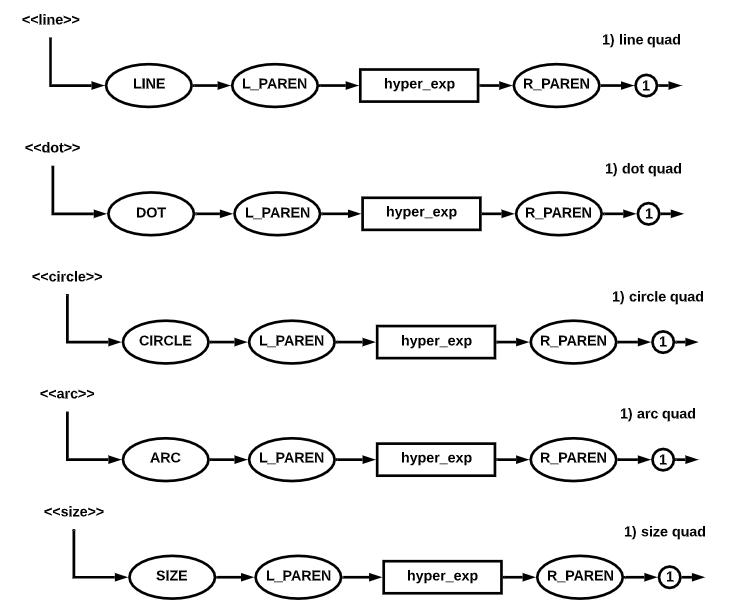 <<line>>
1) line quad
LINE L_PAREN hyper_exp R_PAREN 1
<<dot>>
1) dot quad
DOT L_PAREN hyper_exp R_PAREN 1
<<circle>>
1) circle quad
CIRCLE L_PAREN hyper_exp R_PAREN 1
<<arc>>
1) arc quad
ARC L_PAREN hyper_exp R_PAREN 1
<<size>>
1) size quad
SIZE L_PAREN hyper_exp R_PAREN 1